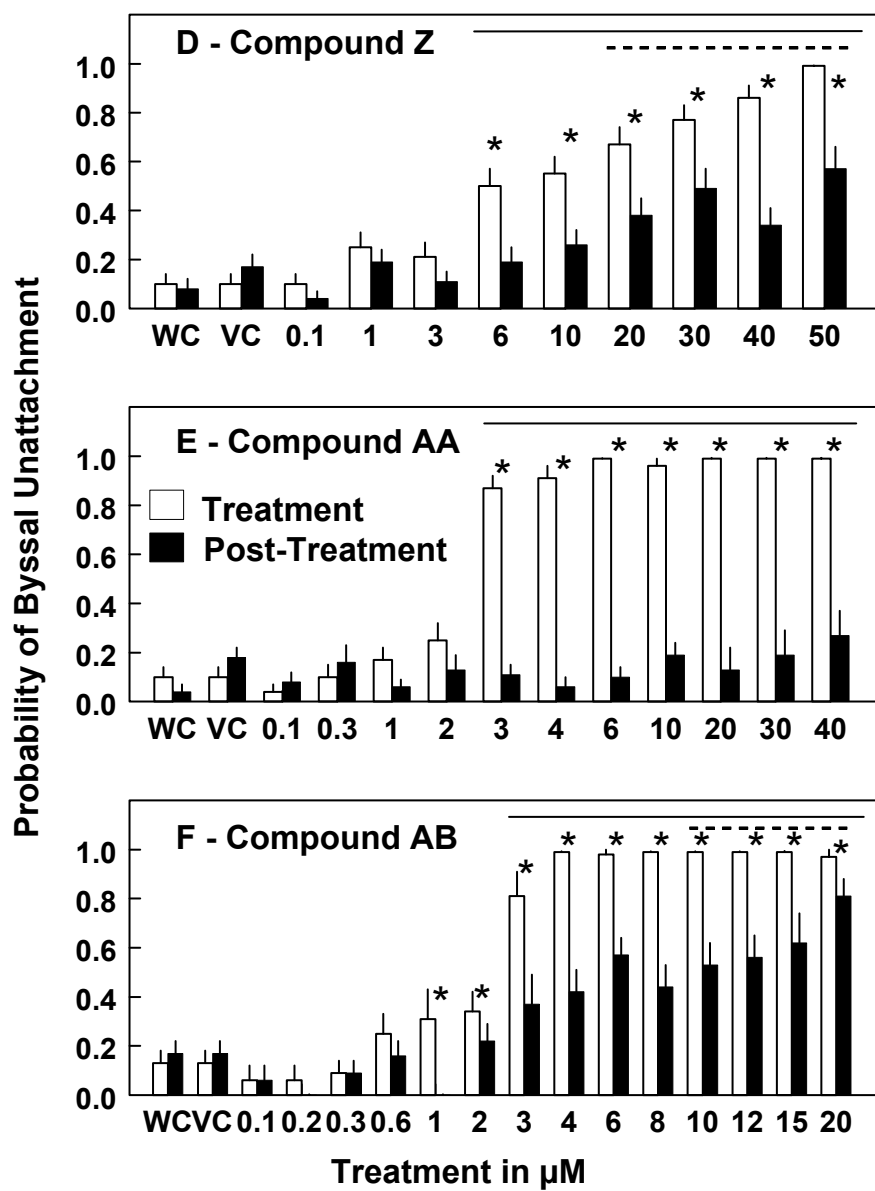 Probability of Byssal Unattachment
D - Compound Z
1.0
0.8
0.6
0.4
0.2
0.0
* * * * * *
WC VC 0.1 1 3 6 10 20 30 40 50
E - Compound AA
1.0
0.8
0.6
0.4
0.2
0.0
Treatment
Post-Treatment
* * * * * * *
WC VC 0.1 0.3 1 2 3 4 6 10 20 30 40
F - Compound AB
1.0
0.8
0.6
0.4
0.2
0.0
* * * * * * * * * *
WC VC 0.1 0.2 0.3 0.6 1 2 3 4 6 8 10 12 15 20
Treatment in µM